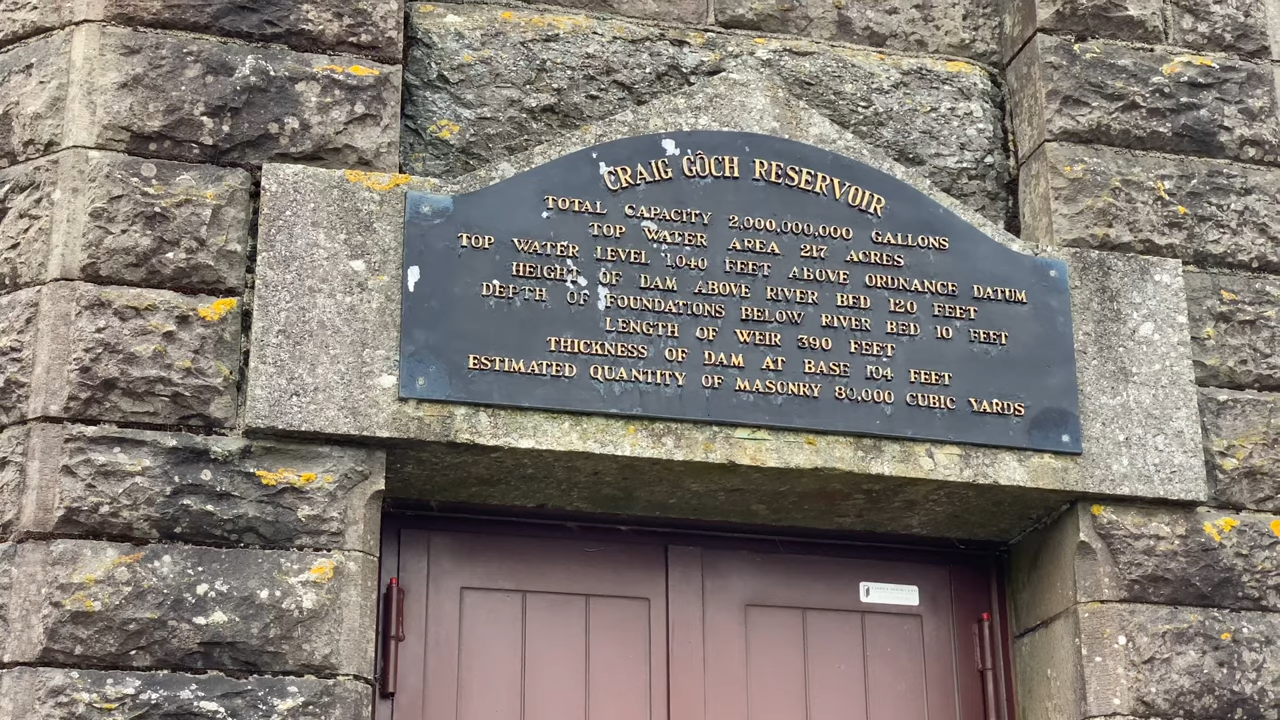 CRAIG GÔCH RESERVOIR
TOTAL CAPACITY 2,000,000,000 GALLONS
TOP WATER AREA 217 ACRES
TOP WATER LEVEL 1,040 FEET ABOVE ORDNANCE DATUM
HEIGHT OF DAM ABOVE RIVER BED 120 FEET
DEPTH OF FOUNDATIONS BELOW RIVER BED 10 FEET
LENGTH OF WEIR 390 FEET
THICKNESS OF DAM AT BASE 104 FEET
ESTIMATED QUANTITY OF MASONRY 80,000 CUBIC YARDS